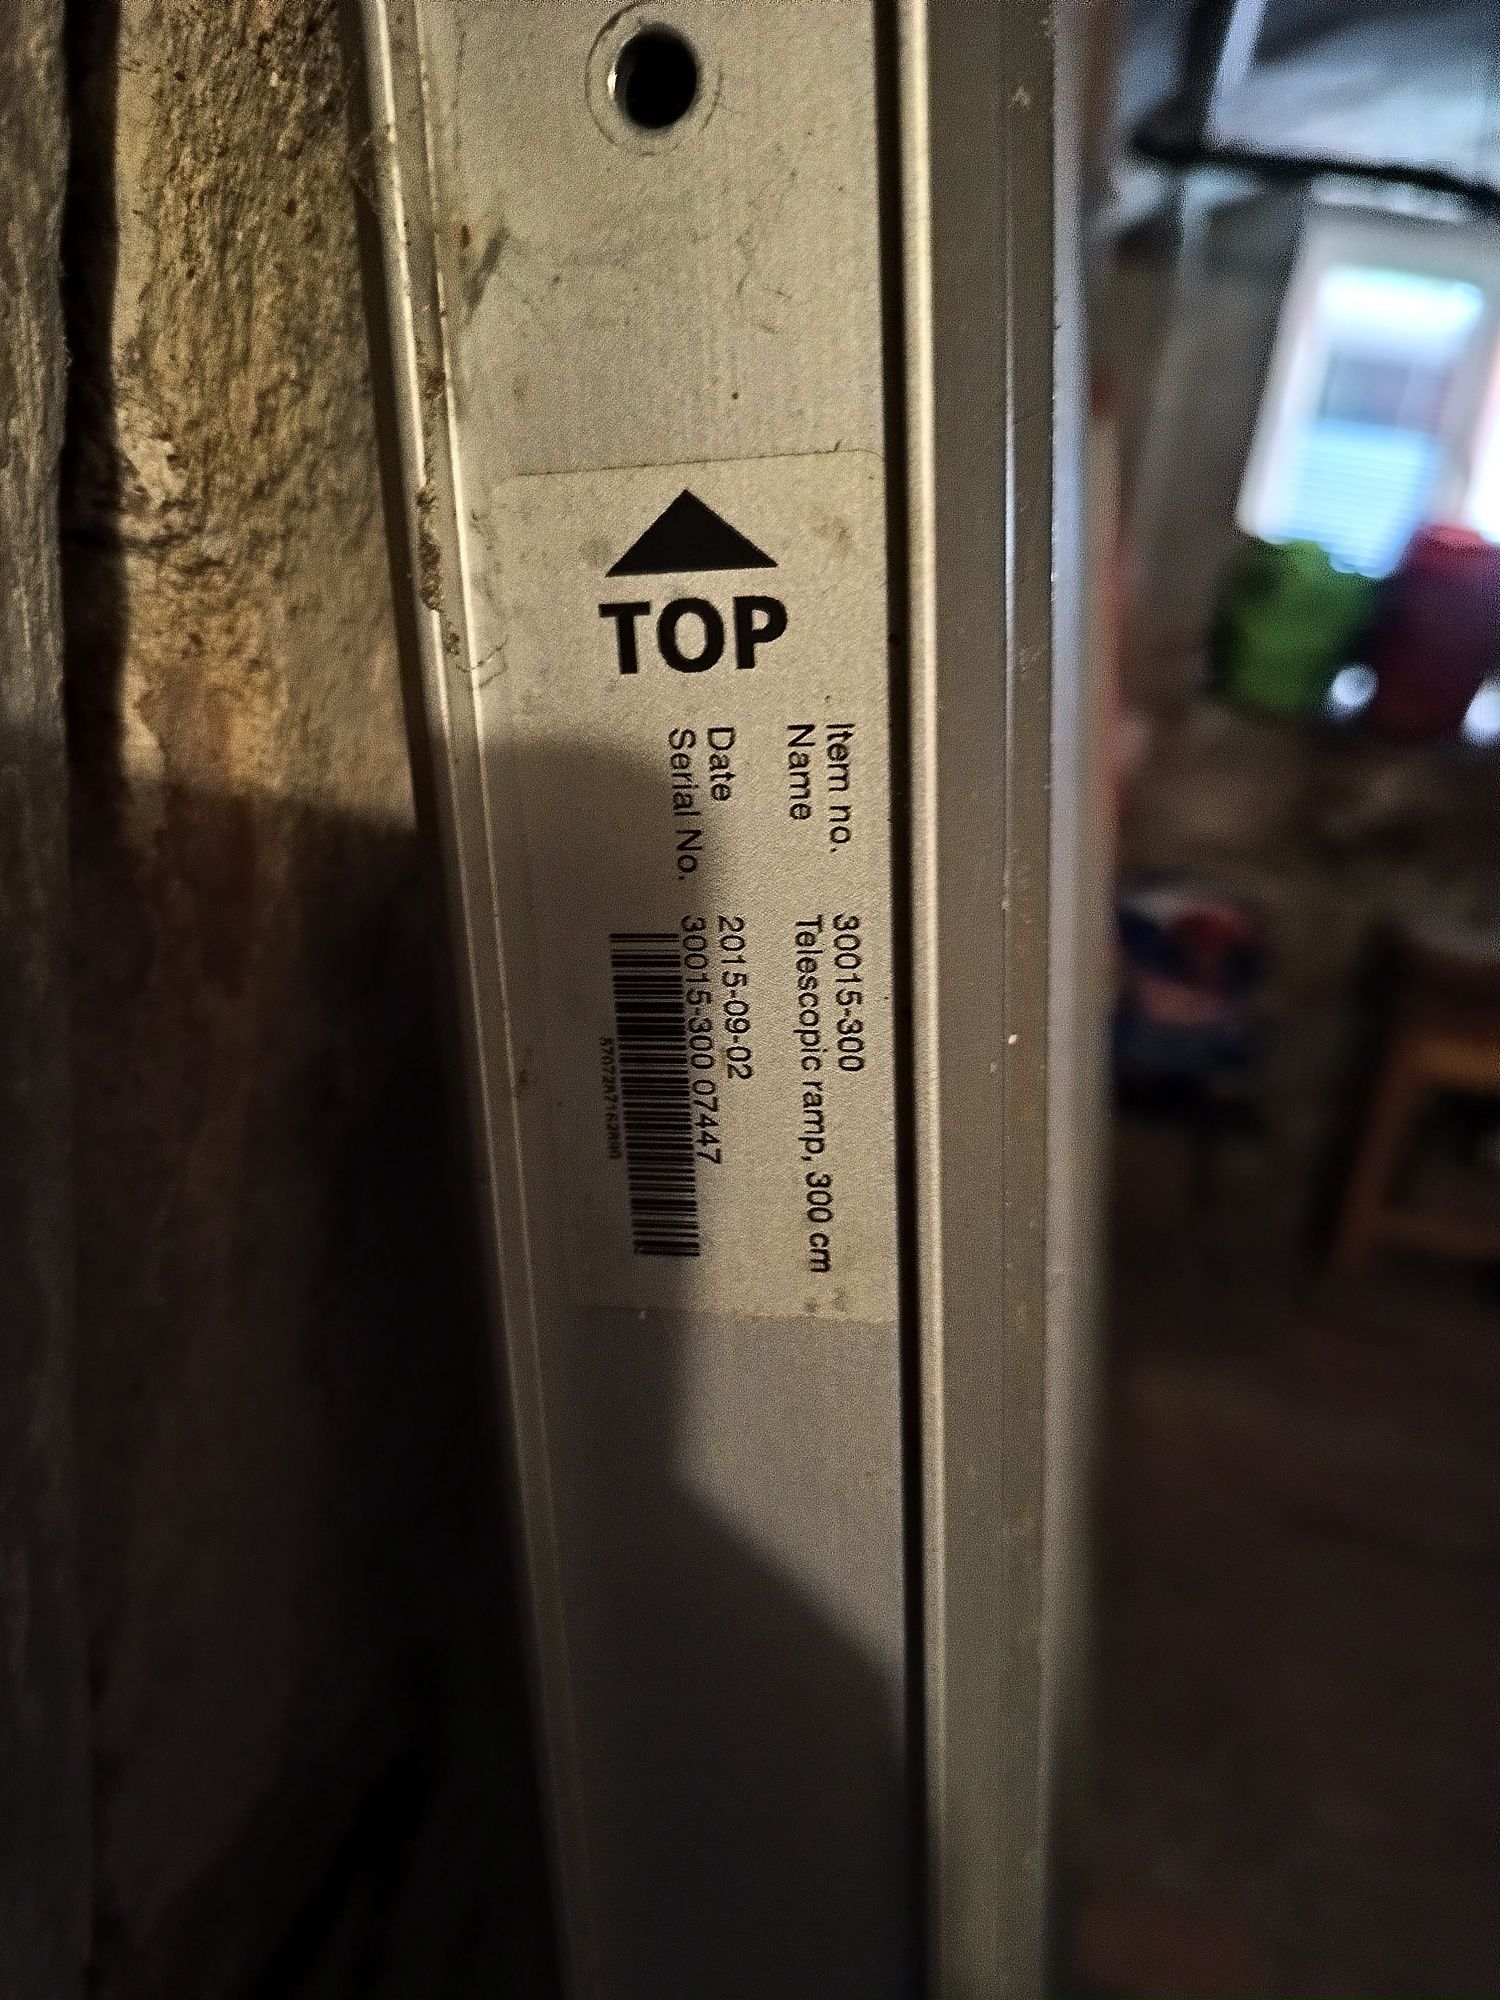 TOP
Item no. 30015-300
Name Telescopic ramp, 300 cm
Date 2015-09-02
Serial No. 30015-300 07447